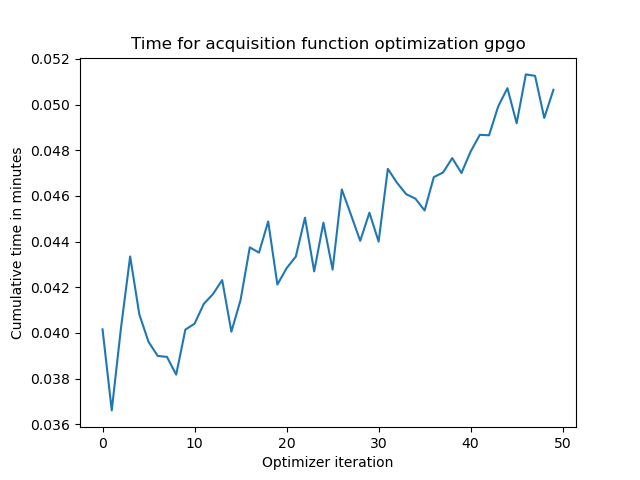 Time for acquisition function optimization gpgo
0.052
0.050
0.048
0.046
0.044
0.042
0.040
0.038
0.036
Cumulative time in minutes
0 10 20 30 40 50
Optimizer iteration